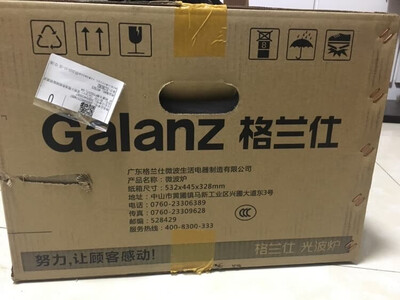 Galanz 格兰仕
广东格兰仕微波生活电器制造有限公司
产品名称：微波炉
纸箱尺寸：532x445x328mm
地址：中山市黄圃镇马新工业区兴圃大道东3号
电话：0760-23306389
传真：0760-23309628
邮编：528429
服务热线：400-8300-333
CCC
努力,让顾客感动！
格兰仕 光波炉